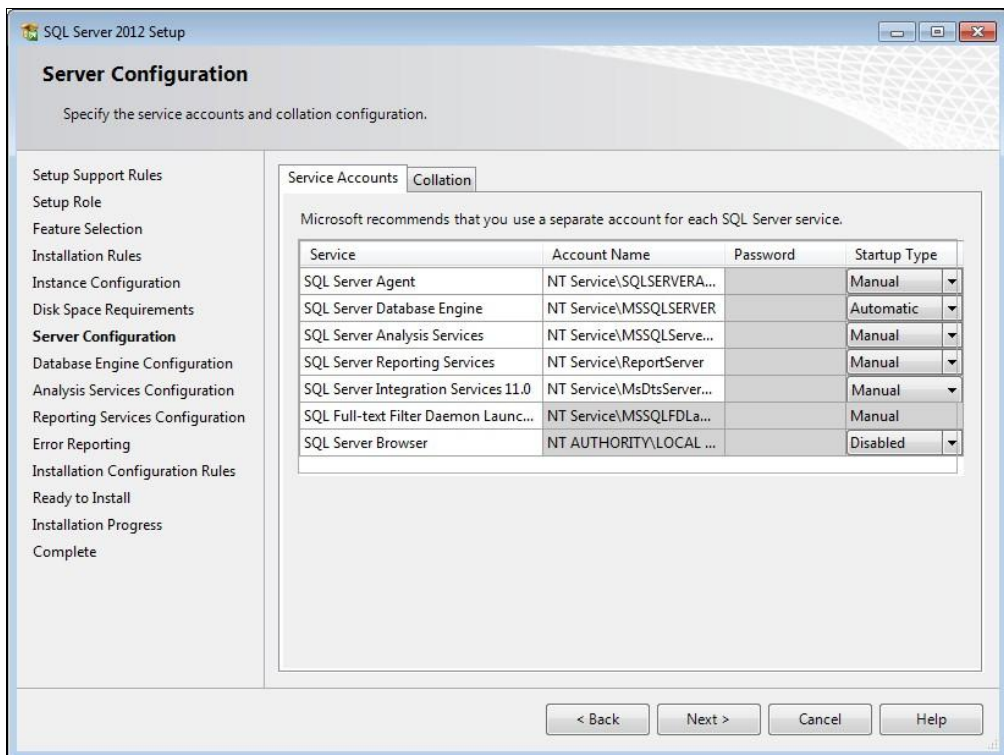 SQL Server 2012 Setup
Server Configuration
Specify the service accounts and collation configuration.
Setup Support Rules
Setup Role
Feature Selection
Installation Rules
Instance Configuration
Disk Space Requirements
Server Configuration
Database Engine Configuration
Analysis Services Configuration
Reporting Services Configuration
Error Reporting
Installation Configuration Rules
Ready to Install
Installation Progress
Complete
Service Accounts Collation
Microsoft recommends that you use a separate account for each SQL Server service.
Service Account Name Password Startup Type
SQL Server Agent NT Service\SQLSERVERA... Manual
SQL Server Database Engine NT Service\MSSQLSERVER Automatic
SQL Server Analysis Services NT Service\MSSQLServe... Manual
SQL Server Reporting Services NT Service\ReportServer Manual
SQL Server Integration Services 11.0 NT Service\MsDtsServer... Manual
SQL Full-text Filter Daemon Launc... NT Service\MSSQLFDLa... Manual
SQL Server Browser NT AUTHORITY\LOCAL ... Disabled
< Back Next > Cancel Help